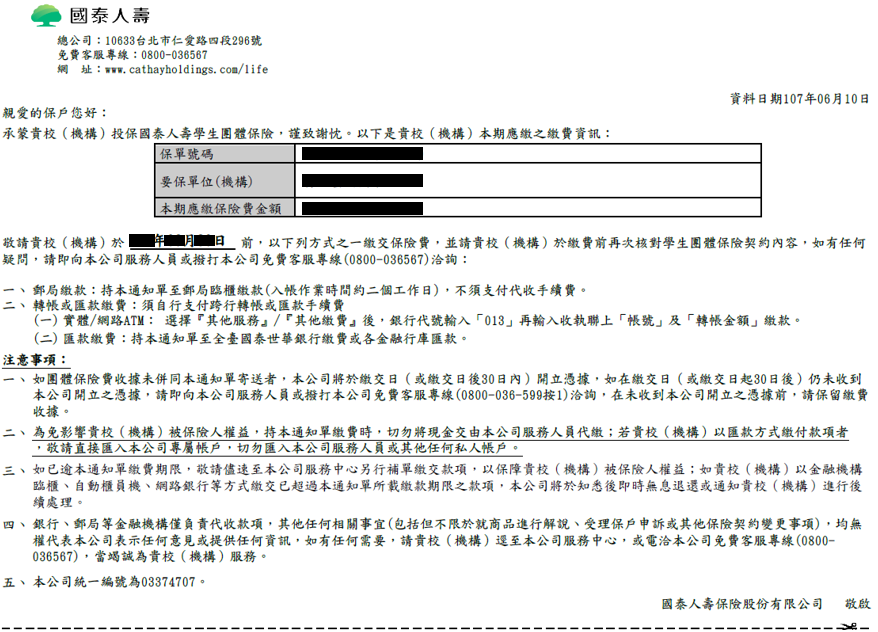 國泰人壽
總公司：10633台北市仁愛路四段296號
免費客服專線：0800-036567
網　址：www.cathayholdings.com/life
資料日期107年06月10日
親愛的保戶您好：
承蒙貴校（機構）投保國泰人壽學生團體保險，謹致謝忱。以下是貴校（機構）本期應繳之繳費資訊：
保單號碼
要保單位(機構)
本期應繳保險費金額
敬請貴校（機構）於 年 月 日 前，以下列方式之一繳交保險費，並請貴校（機構）於繳費前再次核對學生團體保險契約內容，如有任何
疑問，請即向本公司服務人員或撥打本公司免費客服專線(0800-036567)洽詢：
一、郵局繳款：持本通知單至郵局臨櫃繳款(入帳作業時間約二個工作日)，不須支付代收手續費。
二、轉帳或匯款繳費：須自行支付跨行轉帳或匯款手續費
(一)實體/網路ATM： 選擇『其他服務』/『其他繳費』後，銀行代號輸入「013」再輸入收執聯上「帳號」及「轉帳金額」繳款。
(二)匯款繳費：持本通知單至全臺國泰世華銀行繳費或各金融行庫匯款。
注意事項：
一、如團體保險費收據未併同本通知單寄送者，本公司將於繳交日（或繳交日後30日內）開立憑據，如在繳交日（或繳交日起30日後）仍未收到
本公司開立之憑據，請即向本公司服務人員或撥打本公司免費客服專線(0800-036-599按1)洽詢，在未收到本公司開立之憑據前，請保留繳費
收據。
二、為免影響貴校（機構）被保險人權益，持本通知單繳費時，切勿將現金交由本公司服務人員代繳；若貴校（機構）以匯款方式繳付款項者
，敬請直接匯入本公司專屬帳戶，切勿匯入本公司服務人員或其他任何私人帳戶。
三、如已逾本通知單繳費期限，敬請儘速至本公司服務中心另行補單繳交款項，以保障貴校（機構）被保險人權益；如貴校（機構）以金融機構
臨櫃、自動櫃員機、網路銀行等方式繳交已超過本通知單所載繳款期限之款項，本公司將於知悉後即時無息退還或通知貴校（機構）進行後
續處理。
四、銀行、郵局等金融機構僅負責代收款項，其他任何相關事宜(包括但不限於就商品進行解說、受理保戶申訴或其他保險契約變更事項)，均無
權代表本公司表示任何意見或提供任何資訊，如有任何需要，請貴校（機構）逕至本公司服務中心，或電洽本公司免費客服專線(0800-
036567)，當竭誠為貴校（機構）服務。
五、本公司統一編號為03374707。
國泰人壽保險股份有限公司　敬啟